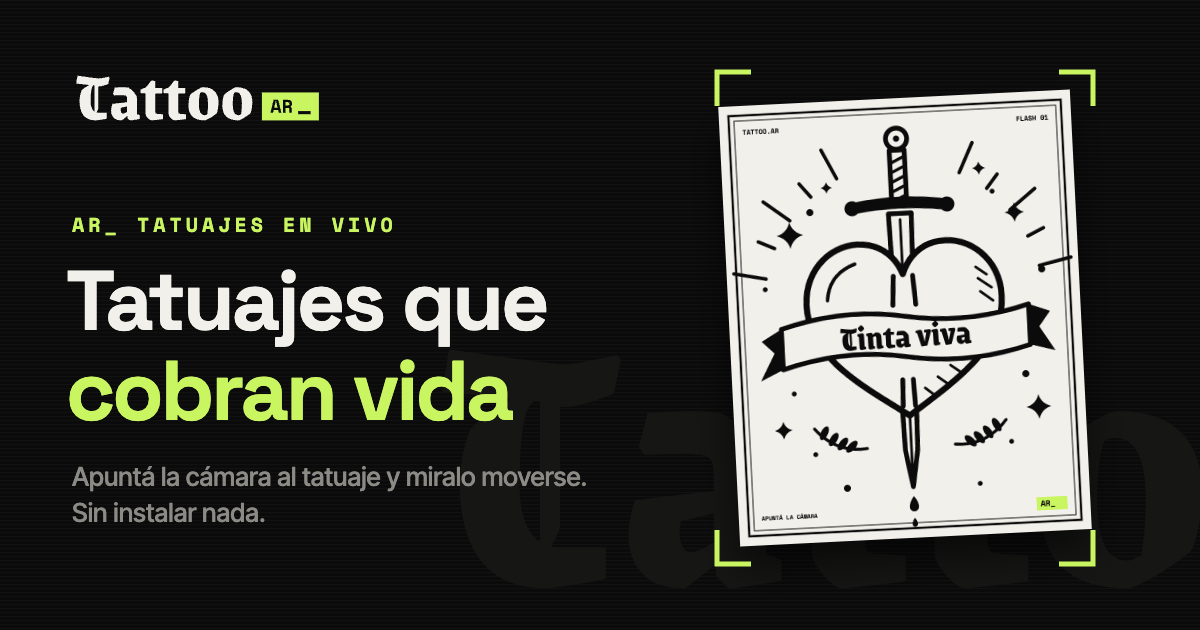 Tattoo AR_
AR_ TATUAJES EN VIVO
Tatuajes que
cobran vida
Apuntá la cámara al tatuaje y miralo moverse.
Sin instalar nada.
TATTOO.AR
FLASH 01
Tinta viva
APUNTÁ LA CÁMARA
AR_
Tattoo